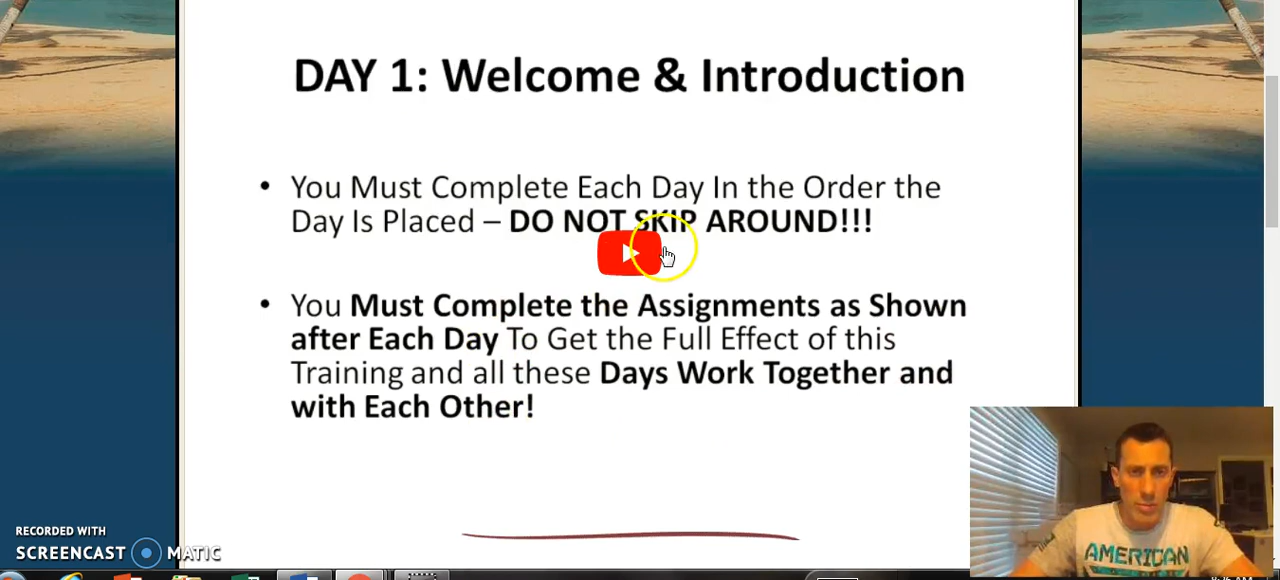 DAY 1: Welcome & Introduction
• You Must Complete Each Day In the Order the
Day Is Placed – DO NOT SKIP AROUND!!!
• You Must Complete the Assignments as Shown
after Each Day To Get the Full Effect of this
Training and all these Days Work Together and
with Each Other!
RECORDED WITH
SCREENCAST MATIC
AMERICAN